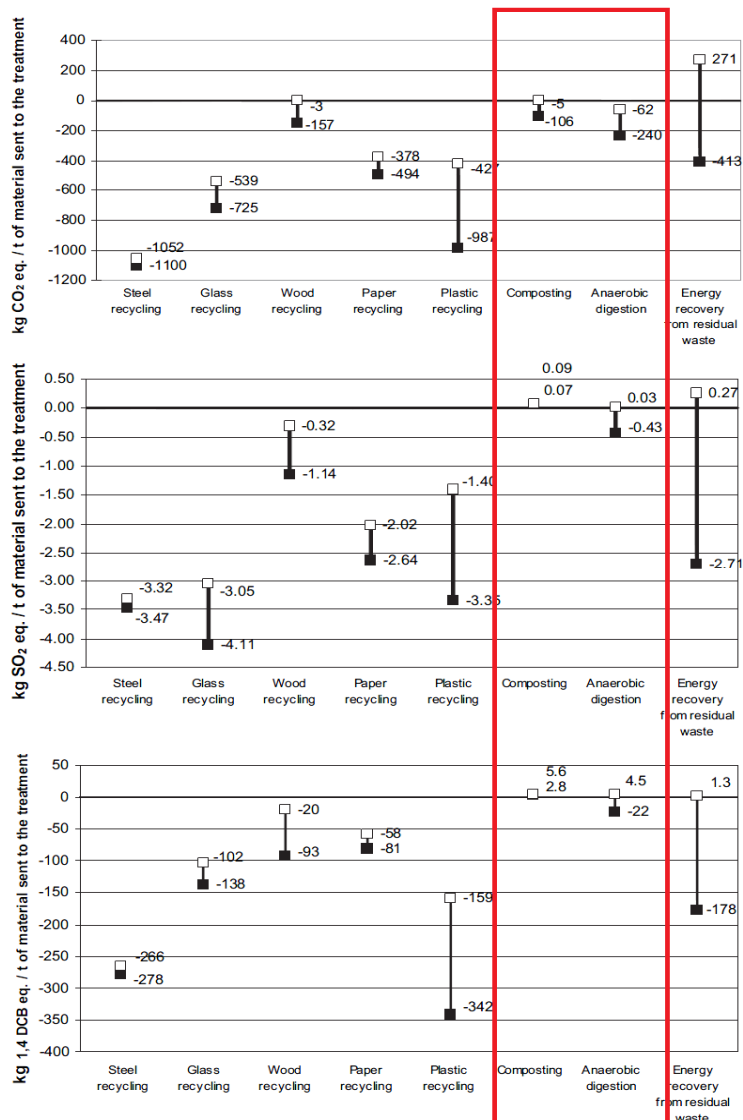 kg CO₂ eq. / t of material sent to the treatment
400
200
0
-200
-400
-600
-800
-1000
-1200
-1052
-1100
-539
-725
-3
-157
-378
-494
-427
-987
-5
-106
-62
-240
271
-413
Steel recycling
Glass recycling
Wood recycling
Paper recycling
Plastic recycling
Composting
Anaerobic digestion
Energy recovery from residual waste
kg SO₂ eq. / t of material sent to the treatment
0.50
0.00
-0.50
-1.00
-1.50
-2.00
-2.50
-3.00
-3.50
-4.00
-4.50
-3.32
-3.47
-3.05
-4.11
-0.32
-1.14
-2.02
-2.64
-1.40
-3.35
0.09
0.07
0.03
-0.43
0.27
-2.71
Steel recycling
Glass recycling
Wood recycling
Paper recycling
Plastic recycling
Composting
Anaerobic digestion
Energy recovery from residual waste
kg 1,4 DCB eq. / t of material sent to the treatment
50
0
-50
-100
-150
-200
-250
-300
-350
-400
-266
-278
-102
-138
-20
-93
-58
-81
-159
-342
5.6
2.8
4.5
-22
1.3
-178
Steel recycling
Glass recycling
Wood recycling
Paper recycling
Plastic recycling
Composting
Anaerobic digestion
Energy recovery from residual waste